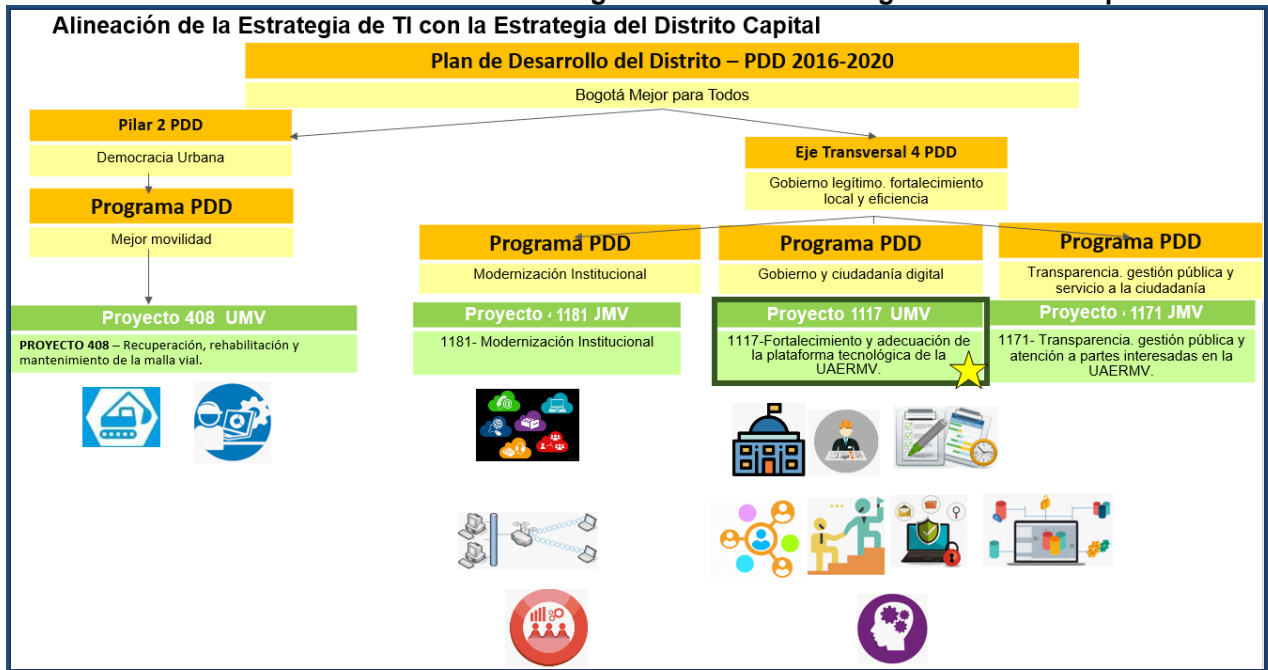 Alineación de la Estrategia de TI con la Estrategia del Distrito Capital
Plan de Desarrollo del Distrito – PDD 2016-2020
Bogotá Mejor para Todos
Pilar 2 PDD
Democracia Urbana
Programa PDD
Mejor movilidad
Proyecto 408 UMV
PROYECTO 408 – Recuperación, rehabilitación y
mantenimiento de la malla vial.
Eje Transversal 4 PDD
Gobierno legítimo. fortalecimiento
local y eficiencia
Programa PDD
Modernización Institucional
Proyecto 1181 JMV
1181- Modernización Institucional
Programa PDD
Gobierno y ciudadanía digital
Proyecto 1117 UMV
1117-Fortalecimiento y adecuación de
la plataforma tecnológica de la
UAERMV.
Programa PDD
Transparencia. gestión pública y
servicio a la ciudadanía
Proyecto 1171 JMV
1171- Transparencia. gestión pública y
atención a partes interesadas en la
UAERMV.